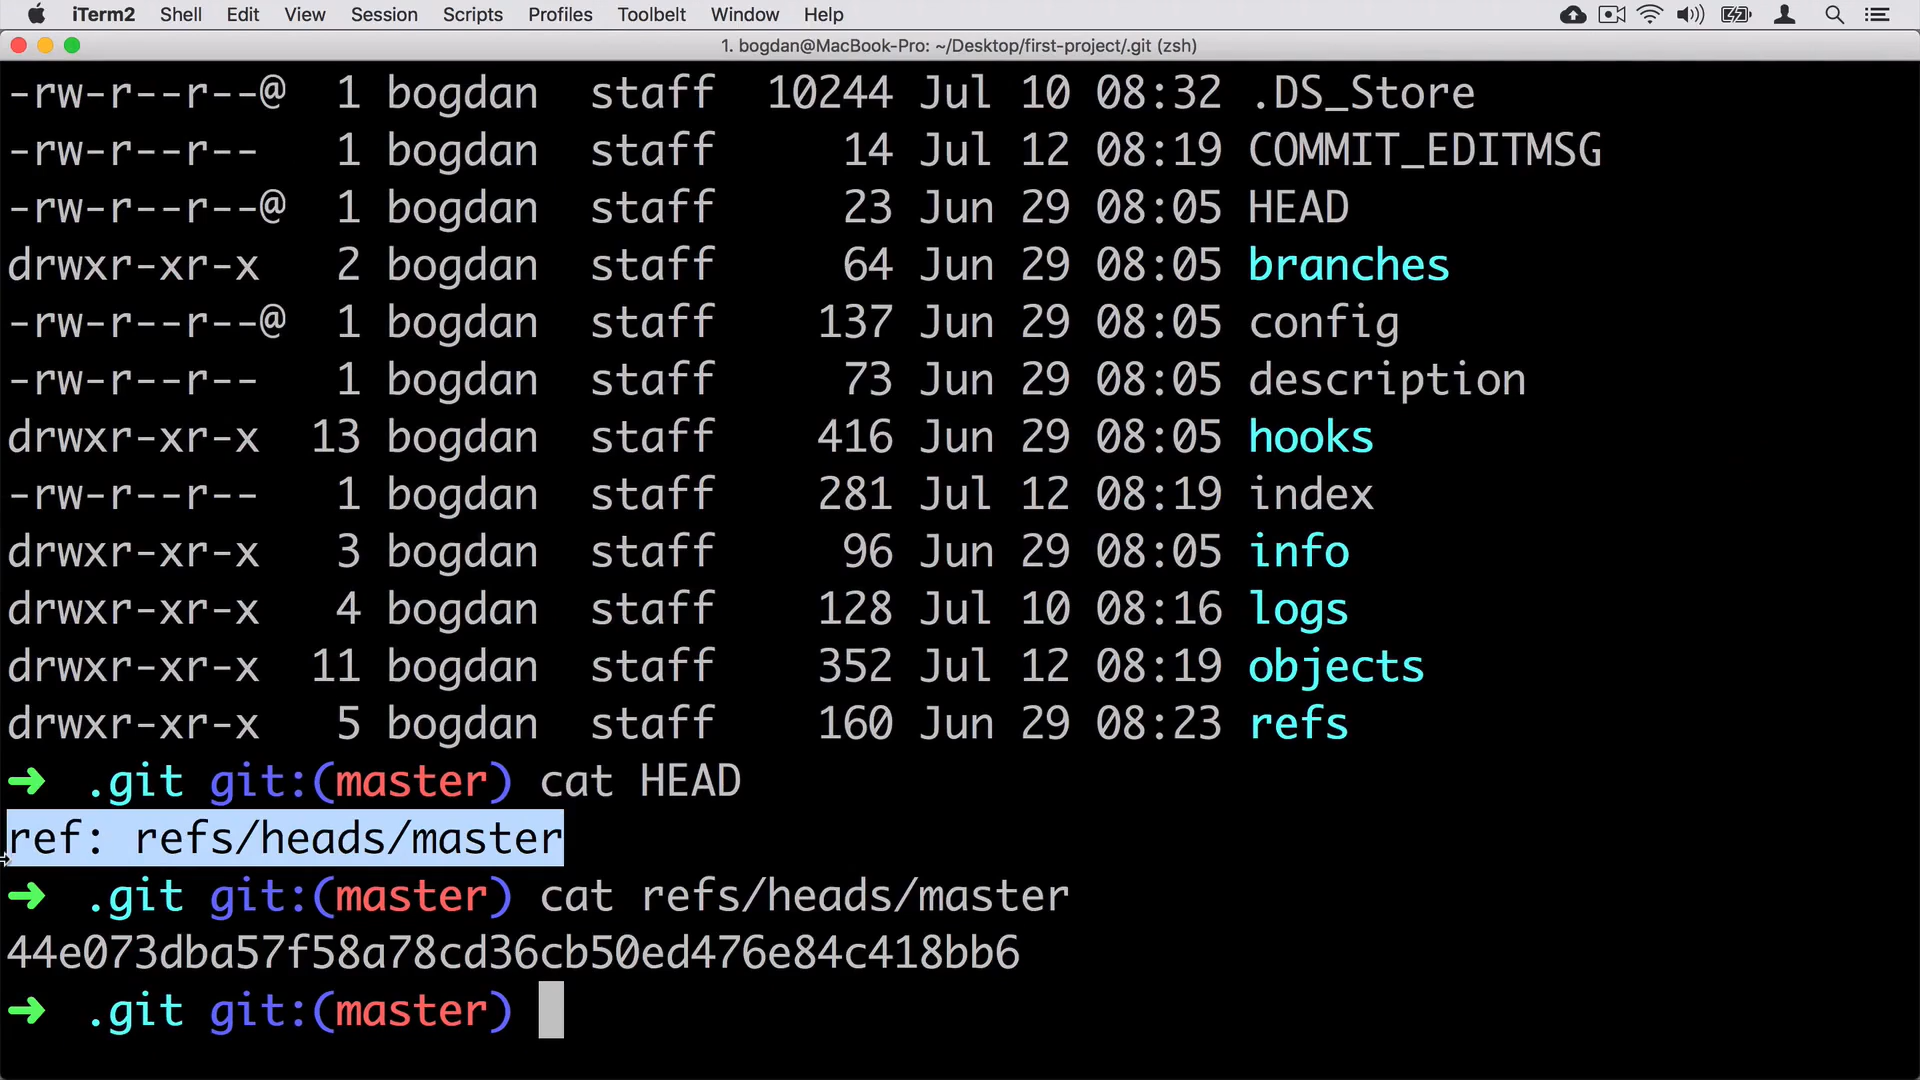 iTerm2 Shell Edit View Session Scripts Profiles Toolbelt Window Help
1. bogdan@MacBook-Pro: ~/Desktop/first-project/.git (zsh)
-rw-r--r--@  1 bogdan  staff  10244 Jul 10 08:32 .DS_Store
-rw-r--r--   1 bogdan  staff     14 Jul 12 08:19 COMMIT_EDITMSG
-rw-r--r--@  1 bogdan  staff     23 Jun 29 08:05 HEAD
drwxr-xr-x   2 bogdan  staff     64 Jun 29 08:05 branches
-rw-r--r--@  1 bogdan  staff    137 Jun 29 08:05 config
-rw-r--r--   1 bogdan  staff     73 Jun 29 08:05 description
drwxr-xr-x  13 bogdan  staff    416 Jun 29 08:05 hooks
-rw-r--r--   1 bogdan  staff    281 Jul 12 08:19 index
drwxr-xr-x   3 bogdan  staff     96 Jun 29 08:05 info
drwxr-xr-x   4 bogdan  staff    128 Jul 10 08:16 logs
drwxr-xr-x  11 bogdan  staff    352 Jul 12 08:19 objects
drwxr-xr-x   5 bogdan  staff    160 Jun 29 08:23 refs
➜  .git git:(master) cat HEAD
ref: refs/heads/master
➜  .git git:(master) cat refs/heads/master
44e073dba57f58a78cd36cb50ed476e84c418bb6
➜  .git git:(master)